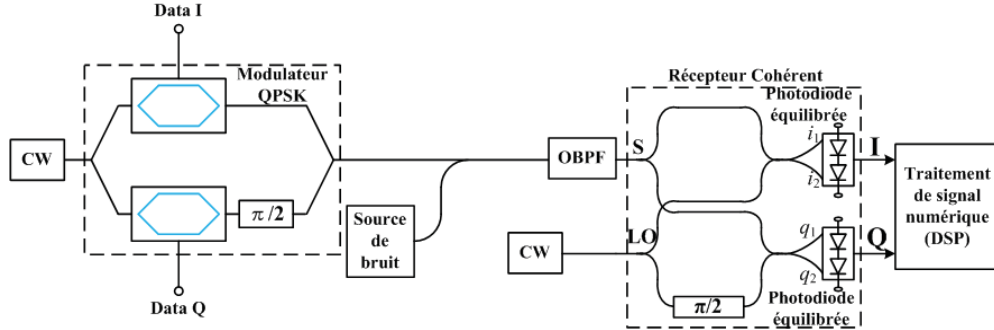 Data I
Modulateur
QPSK
CW
π/2
Data Q
Source
de
bruit
OBPF
CW
Récepteur Cohérent
Photodiode
équilibrée
S
LO
i1
i2
I
q1
q2
Q
π/2
Photodiode
équilibrée
Traitement
de signal
numérique
(DSP)